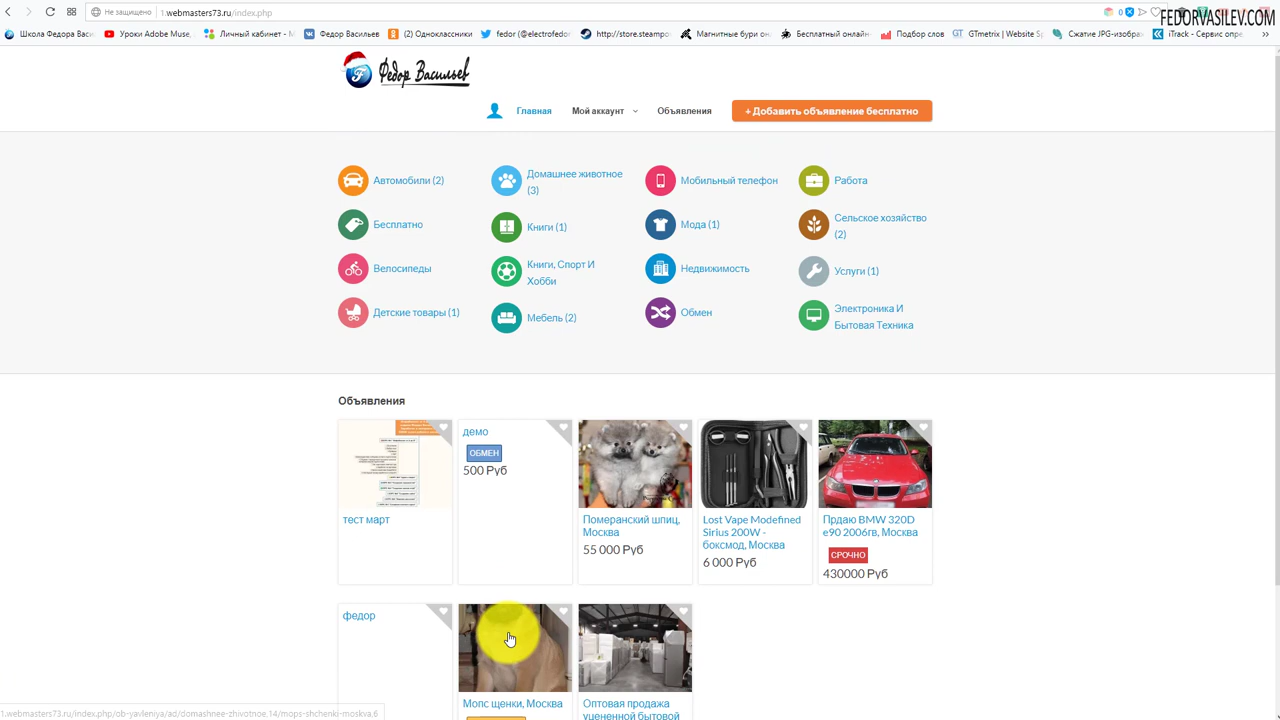 Не защищено
1.webmasters73.ru/index.php
0
FEDORVASILEV.COM
Школа Федора Васи
Уроки Adobe Muse,
Личный кабинет - М
Федор Васильев
(2) Одноклассники
fedor (@electrofedor
http://store.steampo
Магнитные бури он
Бесплатный онлайн
Подбор слов
GTmetrix | Website Sp
Сжатие JPG-изобра
iTrack - Сервис опре
Федор Васильев
Главная
Мой аккаунт
Объявления
+ Добавить объявление бесплатно
Автомобили (2)
Домашнее животное
(3)
Мобильный телефон
Работа
Бесплатно
Книги (1)
Мода (1)
Сельское хозяйство
(2)
Велосипеды
Книги, Спорт И
Хобби
Недвижимость
Услуги (1)
Детские товары (1)
Мебель (2)
Обмен
Электроника И
Бытовая Техника
Объявления
тест март
демо
ОБМЕН
500 Руб
Померанский шпиц,
Москва
55 000 Руб
Lost Vape Modefined
Sirius 200W -
боксмод, Москва
6 000 Руб
Прдаю BMW 320D
e90 2006гв, Москва
СРОЧНО
430000 Руб
федор
Мопс щенки, Москва
Оптовая продажа
уцененной бытовой
1.webmasters73.ru/index.php/ob-yavleniya/ad/domashnee-zhivotnoe,14/mops-shchenki-moskva,6